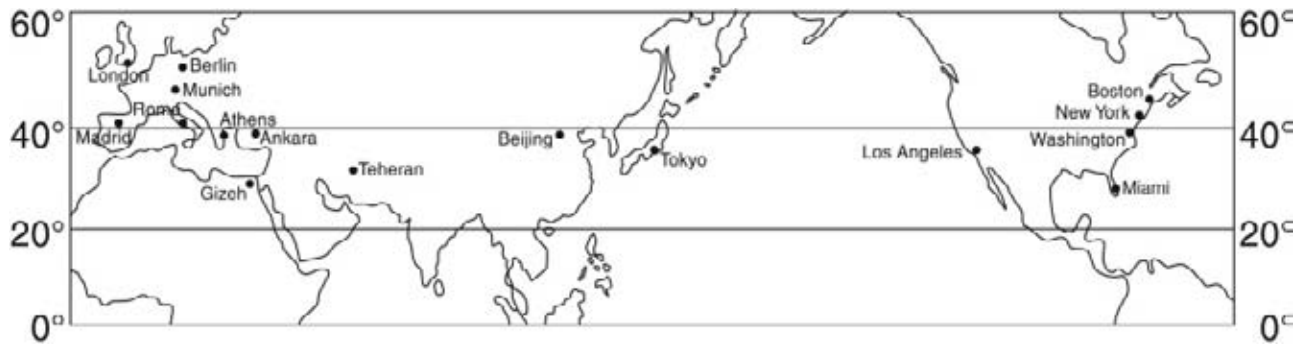 60° 60°
London
Berlin
Munich
Boston
Rome
Athens
New York
40° Madrid
Ankara
Beijing
Washington 40°
Tokyo
Los Angeles
Teheran
Gizeh
Miami
20° 20°
0° 0°